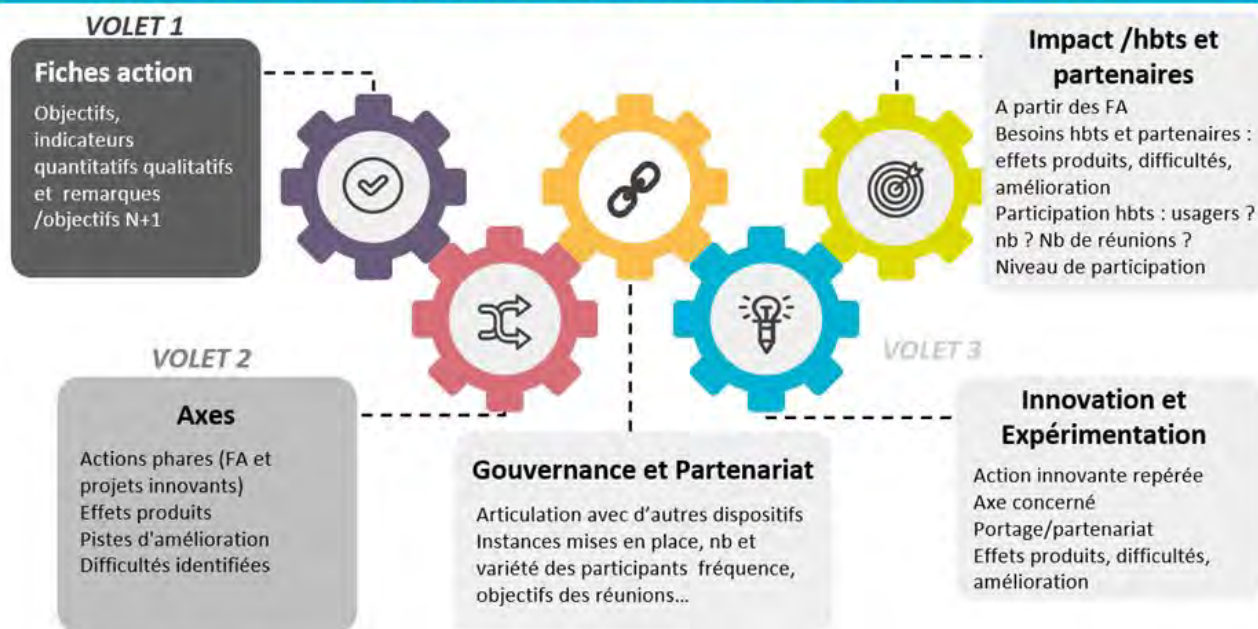 VOLET 1
Fiches action
Objectifs,
indicateurs
quantitatifs qualitatifs
et remarques
/objectifs N+1
Impact /hbts et
partenaires
A partir des FA
Besoins hbts et partenaires :
effets produits, difficultés,
amélioration
Participation hbts : usagers ?
nb ? Nb de réunions ?
Niveau de participation
VOLET 2
Axes
Actions phares (FA et
projets innovants)
Effets produits
Pistes d'amélioration
Difficultés identifiées
Gouvernance et Partenariat
Articulation avec d’autres dispositifs
Instances mises en place, nb et
variété des participants fréquence,
objectifs des réunions...
VOLET 3
Innovation et
Expérimentation
Action innovante repérée
Axe concerné
Portage/partenariat
Effets produits, difficultés,
amélioration